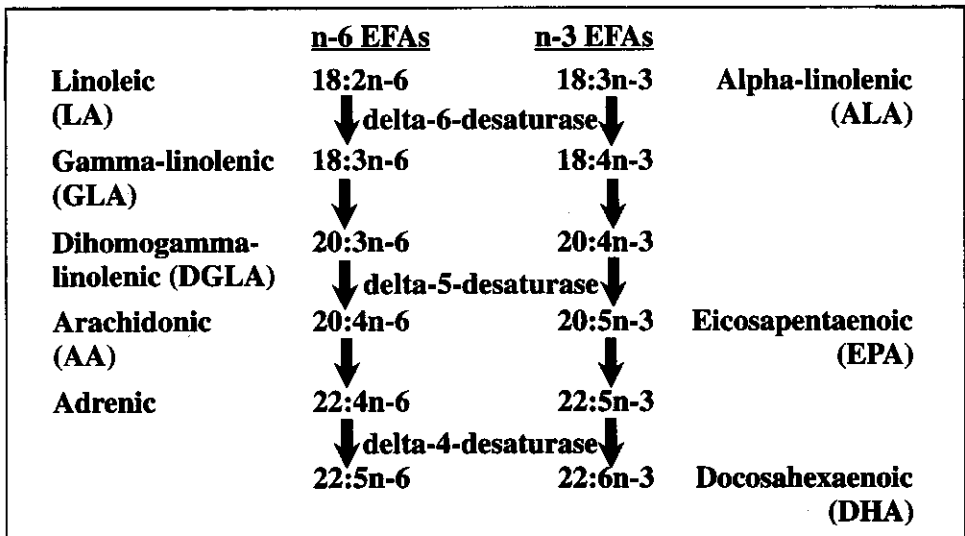 n-6 EFAs n-3 EFAs
Linoleic 18:2n-6 18:3n-3 Alpha-linolenic
(LA) delta-6-desaturase (ALA)
Gamma-linolenic 18:3n-6 18:4n-3
(GLA)
Dihomogamma- 20:3n-6 20:4n-3
linolenic (DGLA) delta-5-desaturase
Arachidonic 20:4n-6 20:5n-3 Eicosapentaenoic
(AA) (EPA)
Adrenic 22:4n-6 22:5n-3
delta-4-desaturase
22:5n-6 22:6n-3 Docosahexaenoic
(DHA)